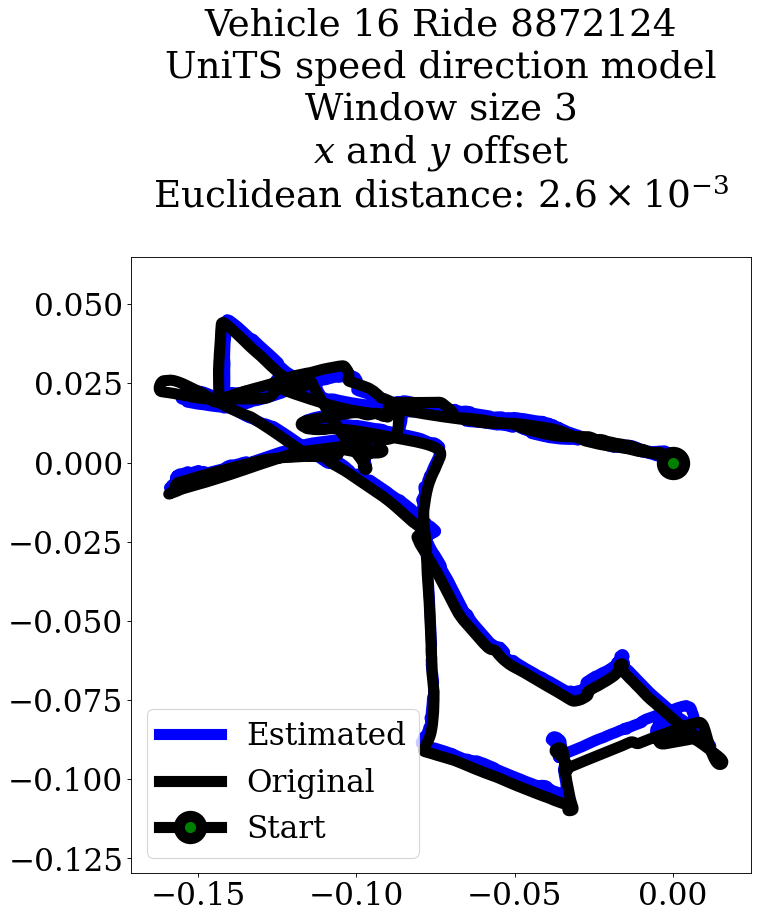 Vehicle 16 Ride 8872124
UniTS speed direction model
Window size 3
x and y offset
Euclidean distance: 2.6 × 10⁻³
0.050
0.025
0.000
−0.025
−0.050
−0.075
−0.100
−0.125
Estimated
Original
Start
−0.15 −0.10 −0.05 0.00